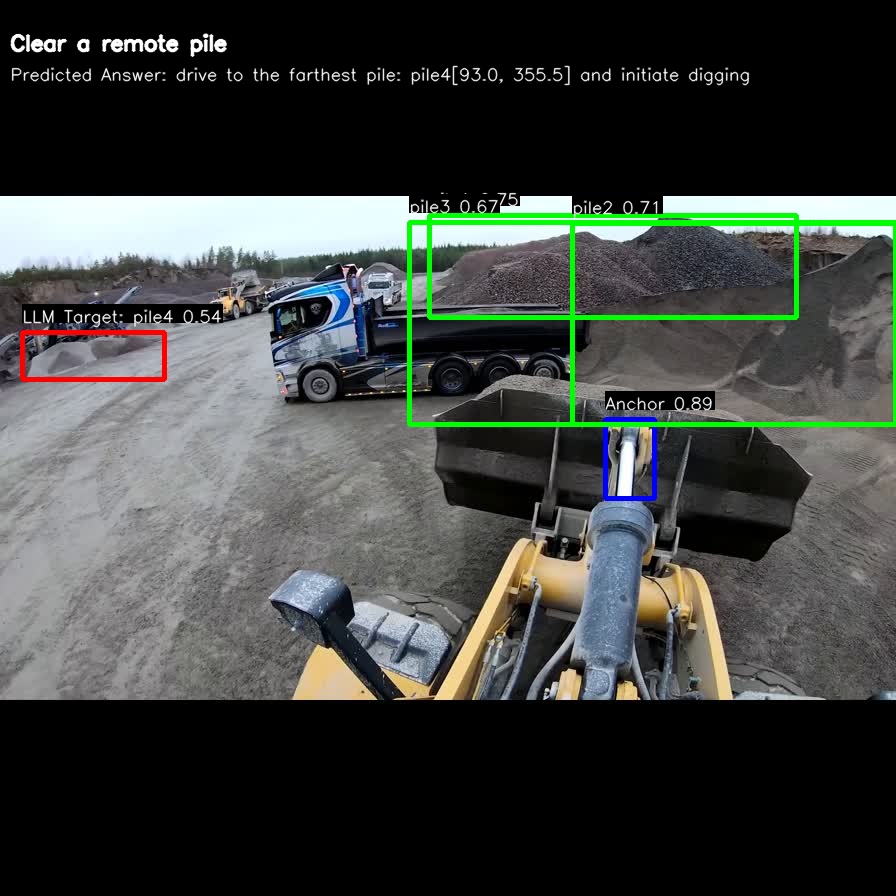 Clear a remote pile
Predicted Answer: drive to the farthest pile: pile4[93.0, 355.5] and initiate digging
pile3 0.67
pile2 0.71
LLM Target: pile4 0.54
Anchor 0.89